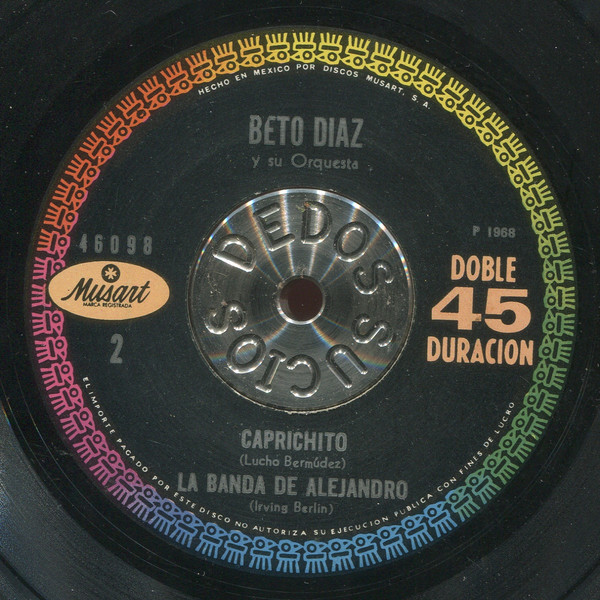 HECHO EN MEXICO POR DISCOS MUSART, S.A.
BETO DIAZ
y su Orquesta
P 1968
46098
Musart
MARCA REGISTRADA
2
DOBLE
45
DURACION
DEDOS SUCIOS
CAPRICHITO
(Lucho Bermúdez)
LA BANDA DE ALEJANDRO
(Irving Berlin)
EL IMPORTE PAGADO POR ESTE DISCO NO AUTORIZA SU EJECUCION PUBLICA CON FINES DE LUCRO